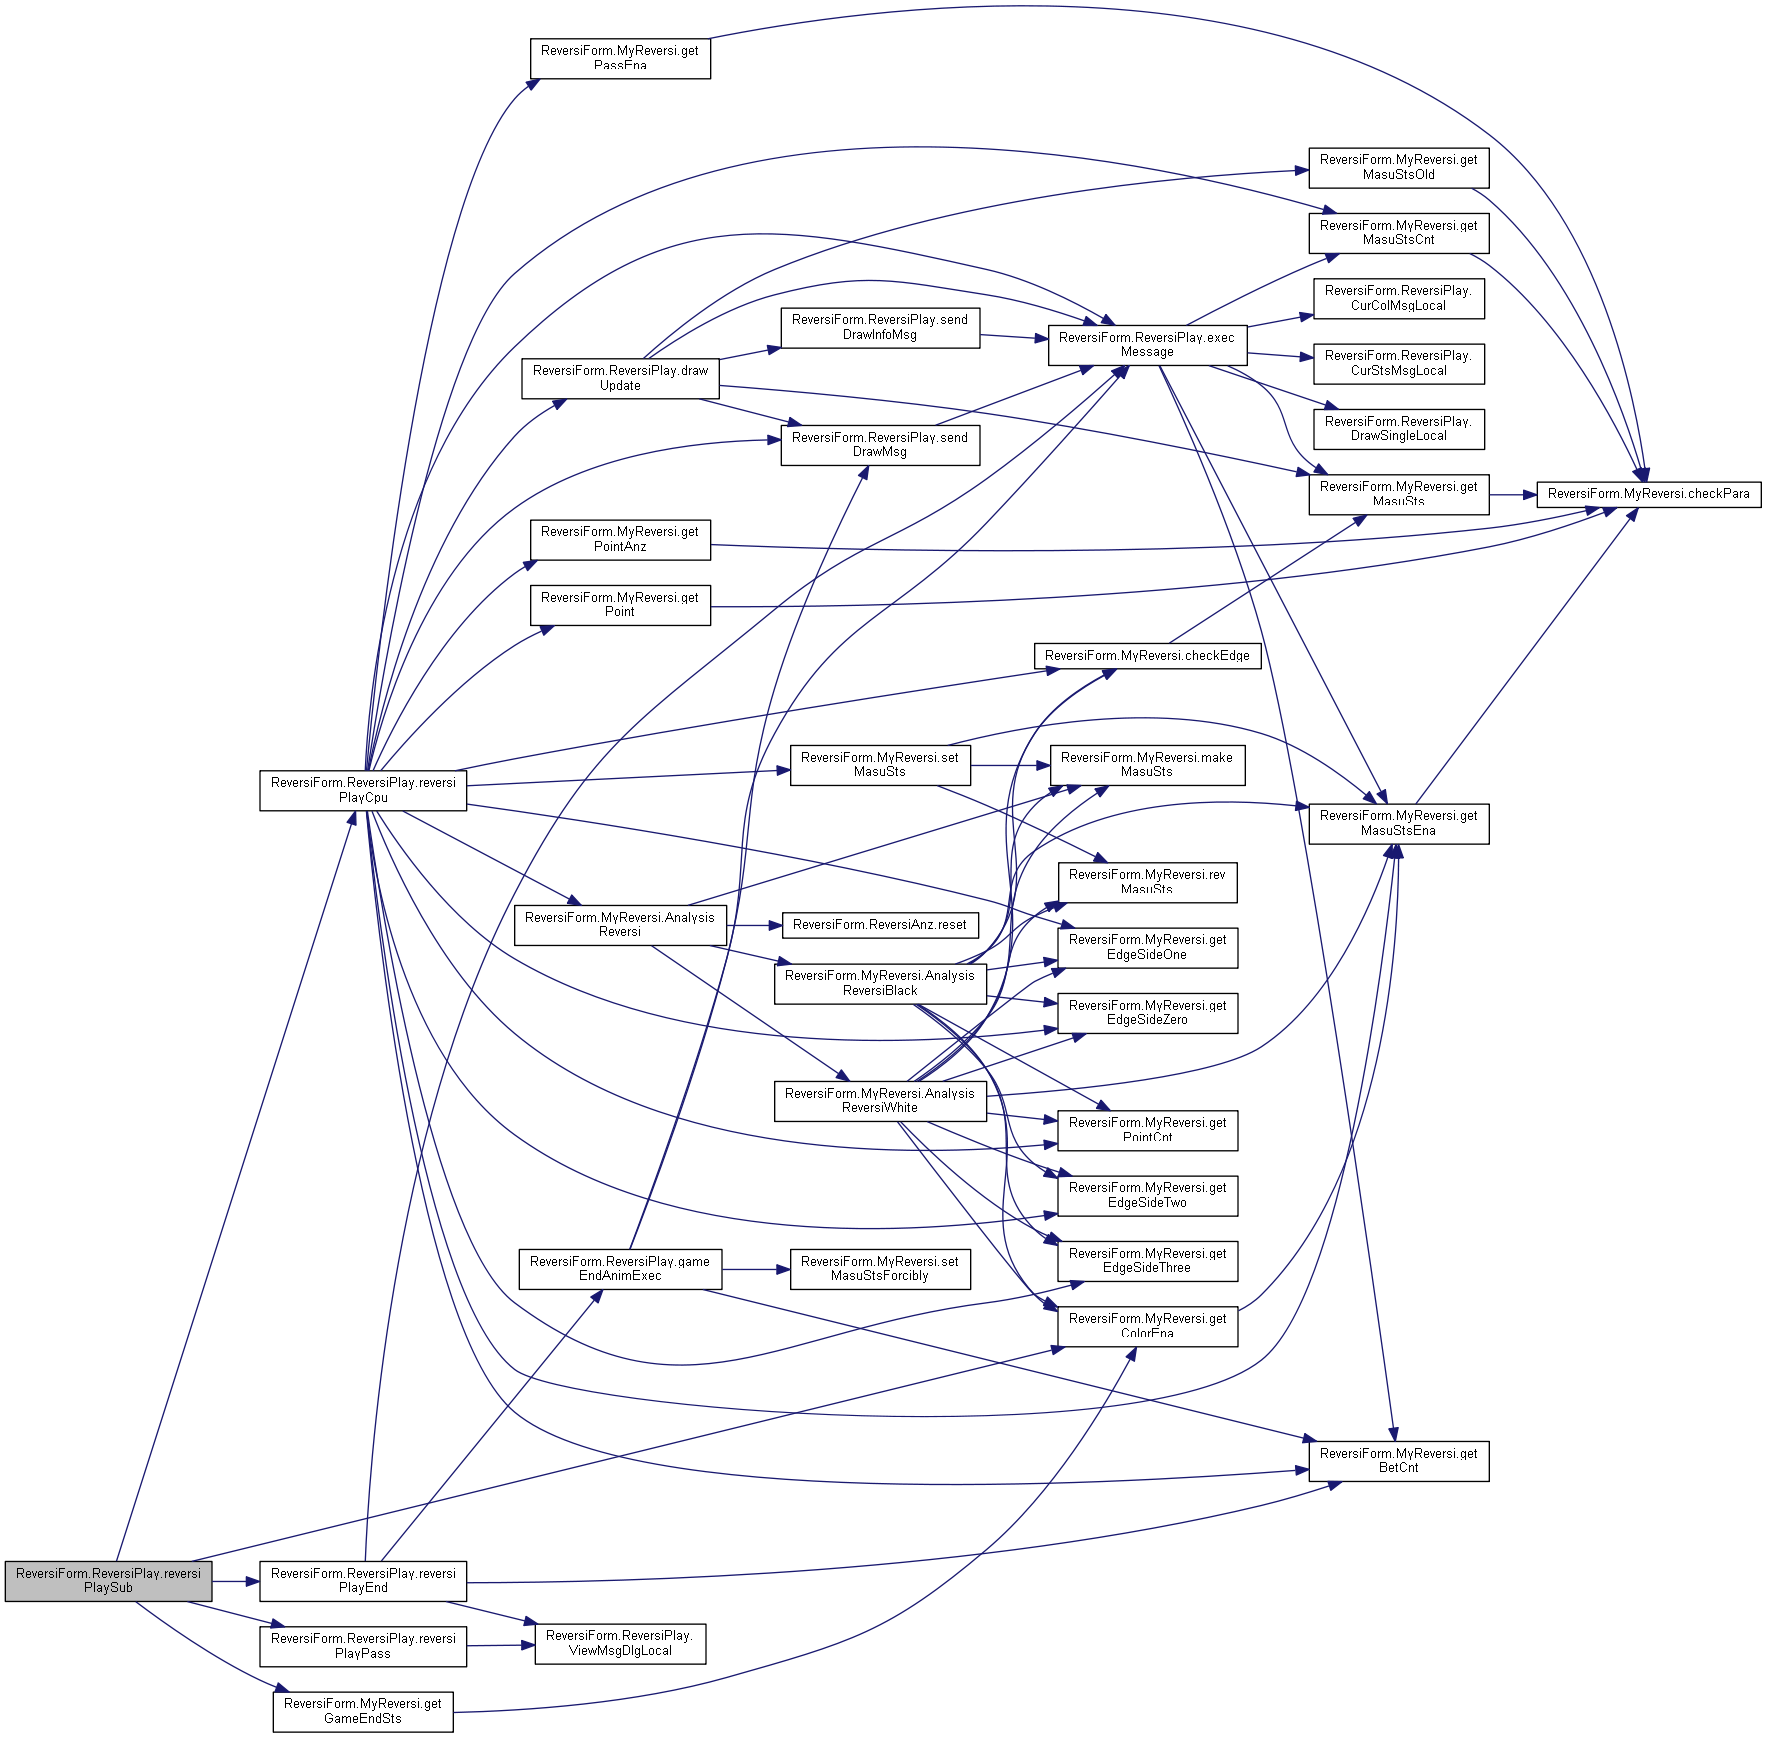 ReversiForm.MyReversi.get
PassEna
ReversiForm.MyReversi.get
MasuStsOld
ReversiForm.MyReversi.get
MasuStsCnt
ReversiForm.ReversiPlay.
CurColMsgLocal
ReversiForm.ReversiPlay.send
DrawInfoMsg
ReversiForm.ReversiPlay.exec
Message
ReversiForm.ReversiPlay.
CurStsMsgLocal
ReversiForm.ReversiPlay.draw
Update
ReversiForm.ReversiPlay.
DrawSingleLocal
ReversiForm.ReversiPlay.send
DrawMsg
ReversiForm.MyReversi.get
MasuSts
ReversiForm.MyReversi.checkPara
ReversiForm.MyReversi.get
PointAnz
ReversiForm.MyReversi.get
Point
ReversiForm.MyReversi.checkEdge
ReversiForm.MyReversi.set
MasuSts
ReversiForm.MyReversi.make
MasuSts
ReversiForm.ReversiPlay.reversi
PlayCpu
ReversiForm.MyReversi.get
MasuStsEna
ReversiForm.MyReversi.rev
MasuSts
ReversiForm.MyReversi.Analysis
Reversi
ReversiForm.ReversiAnz.reset
ReversiForm.MyReversi.get
EdgeSideOne
ReversiForm.MyReversi.Analysis
ReversiBlack
ReversiForm.MyReversi.get
EdgeSideZero
ReversiForm.MyReversi.Analysis
ReversiWhite
ReversiForm.MyReversi.get
PointCnt
ReversiForm.MyReversi.get
EdgeSideTwo
ReversiForm.ReversiPlay.game
EndAnimExec
ReversiForm.MyReversi.set
MasuStsForcibly
ReversiForm.MyReversi.get
EdgeSideThree
ReversiForm.MyReversi.get
ColorEna
ReversiForm.MyReversi.get
BetCnt
ReversiForm.ReversiPlay.reversi
PlaySub
ReversiForm.ReversiPlay.reversi
PlayEnd
ReversiForm.ReversiPlay.reversi
PlayPass
ReversiForm.ReversiPlay.
ViewMsgDlgLocal
ReversiForm.MyReversi.get
GameEndSts